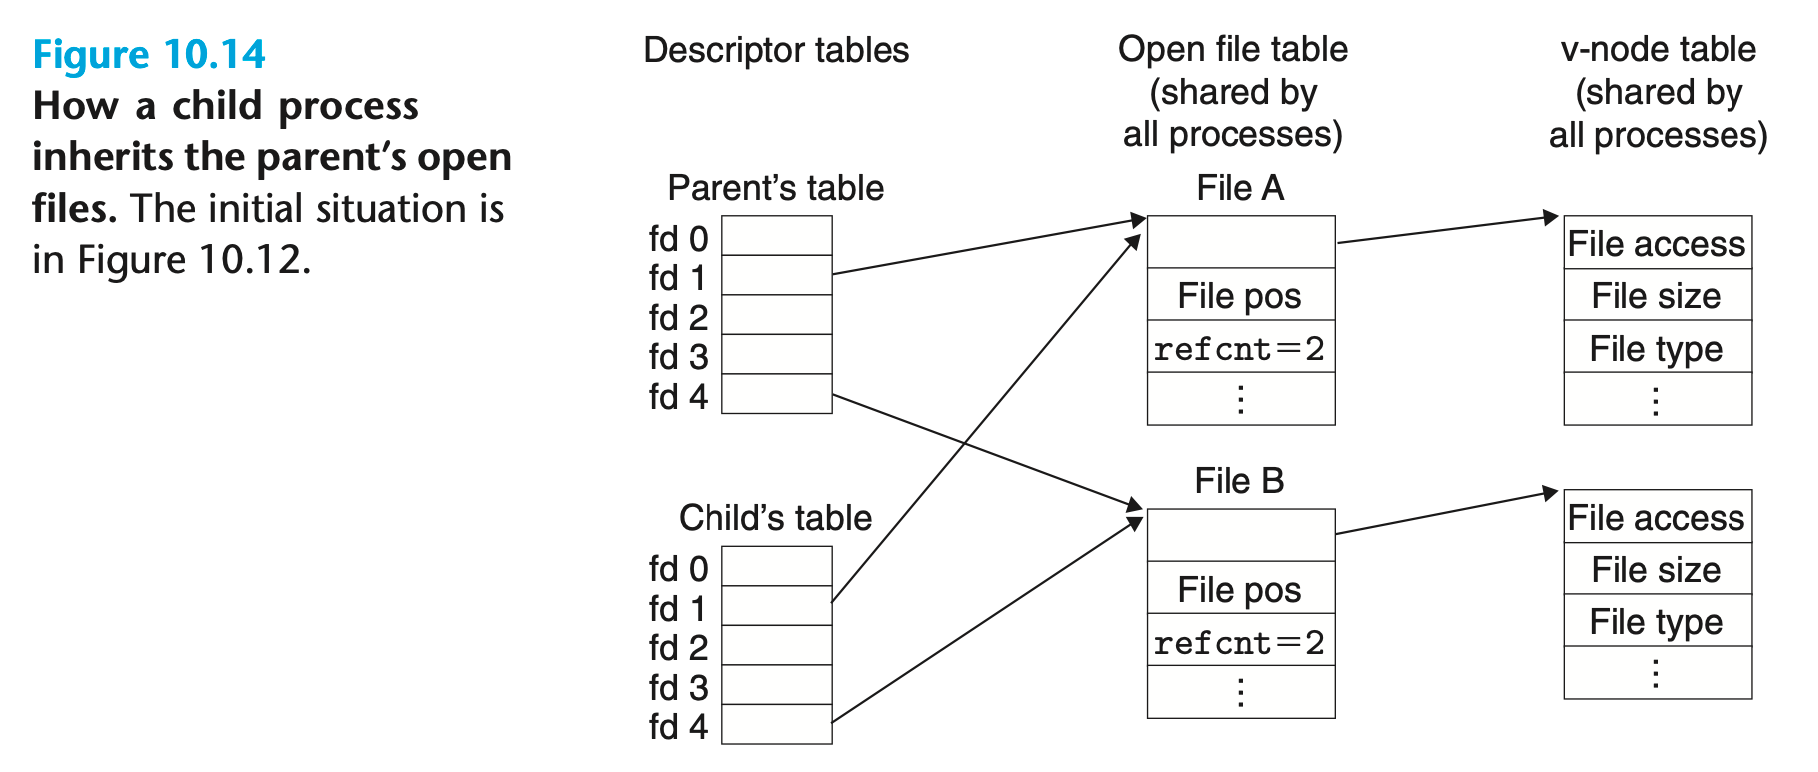 Figure 10.14
How a child process
inherits the parent's open
files. The initial situation is
in Figure 10.12.
Descriptor tables
Open file table
(shared by
all processes)
v-node table
(shared by
all processes)
Parent's table
fd 0
fd 1
fd 2
fd 3
fd 4
Child's table
fd 0
fd 1
fd 2
fd 3
fd 4
File A
File pos
refcnt=2
⋮
File B
File pos
refcnt=2
⋮
File access
File size
File type
⋮
File access
File size
File type
⋮